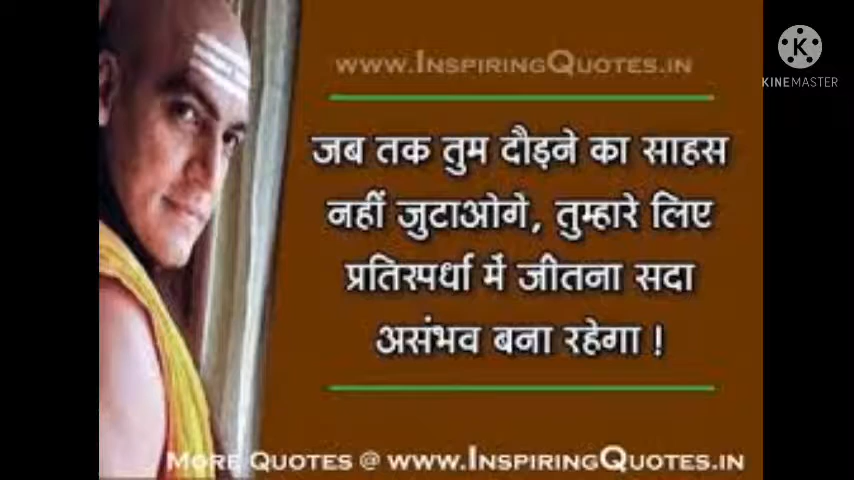 www.InspiringQuotes.in
KINEMASTER
जब तक तुम दौड़ने का साहस
नहीं जुटाओगे, तुम्हारे लिए
प्रतिस्पर्धा में जीतना सदा
असंभव बना रहेगा !
More Quotes @ www.InspiringQuotes.in